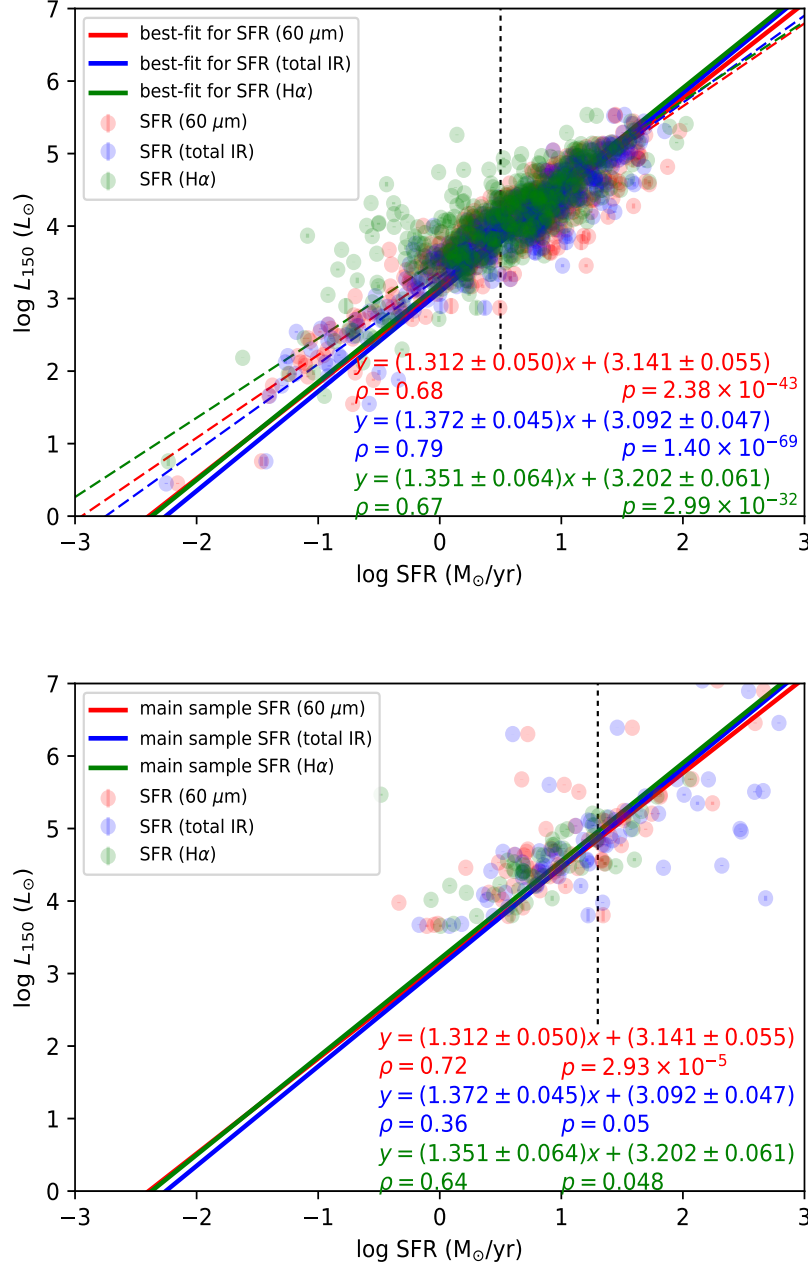 7
6
5
4
3
2
1
0
log L₁₅₀ (L⊙)
best-fit for SFR (60 μm)
best-fit for SFR (total IR)
best-fit for SFR (Hα)
SFR (60 μm)
SFR (total IR)
SFR (Hα)
y = (1.312 ± 0.050)x + (3.141 ± 0.055)
ρ = 0.68 p = 2.38 × 10⁻⁴³
y = (1.372 ± 0.045)x + (3.092 ± 0.047)
ρ = 0.79 p = 1.40 × 10⁻⁶⁹
y = (1.351 ± 0.064)x + (3.202 ± 0.061)
ρ = 0.67 p = 2.99 × 10⁻³²
−3 −2 −1 0 1 2 3
log SFR (M⊙/yr)
7
6
5
4
3
2
1
0
log L₁₅₀ (L⊙)
main sample SFR (60 μm)
main sample SFR (total IR)
main sample SFR (Hα)
SFR (60 μm)
SFR (total IR)
SFR (Hα)
y = (1.312 ± 0.050)x + (3.141 ± 0.055)
ρ = 0.72 p = 2.93 × 10⁻⁵
y = (1.372 ± 0.045)x + (3.092 ± 0.047)
ρ = 0.36 p = 0.05
y = (1.351 ± 0.064)x + (3.202 ± 0.061)
ρ = 0.64 p = 0.048
−3 −2 −1 0 1 2 3
log SFR (M⊙/yr)